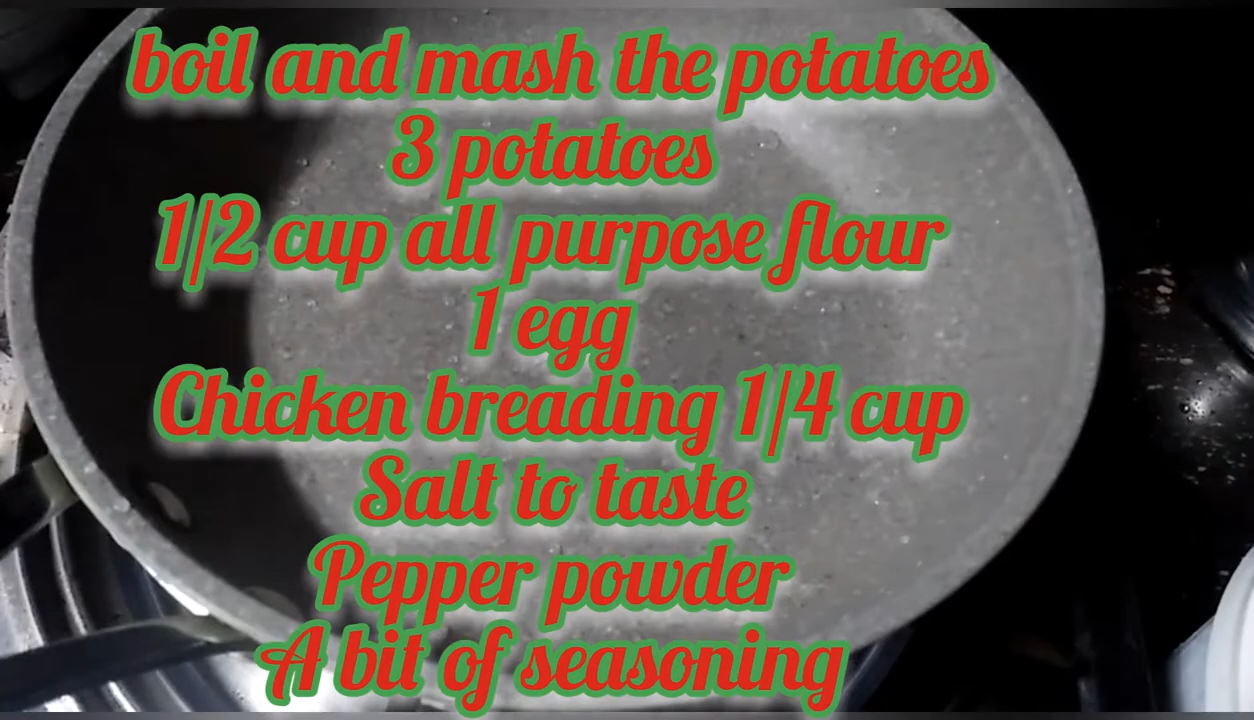 boil and mash the potatoes
3 potatoes
1/2 cup all purpose flour
1 egg
Chicken breading 1/4 cup
Salt to taste
Pepper powder
A bit of seasoning